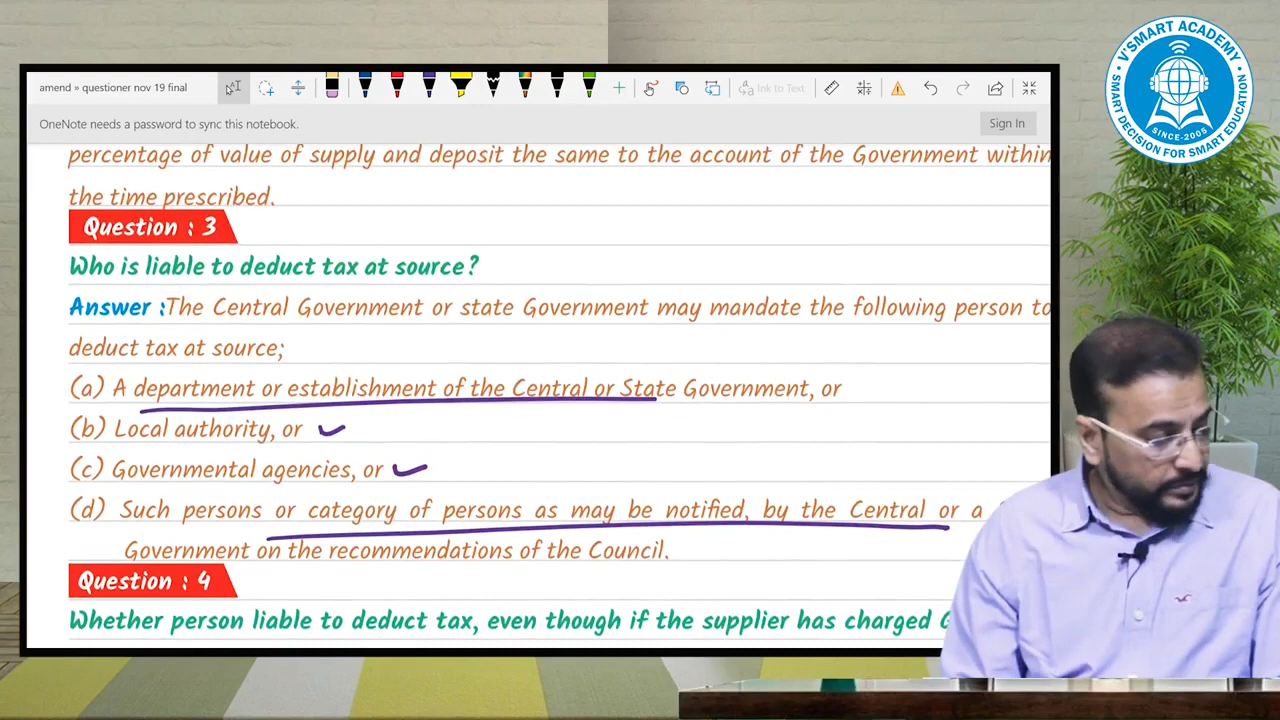 amend » questioner nov 19 final
Ink to Text
OneNote needs a password to sync this notebook.
Sign In
percentage of value of supply and deposit the same to the account of the Government within
the time prescribed.
Question : 3
Who is liable to deduct tax at source?
Answer :The Central Government or state Government may mandate the following person to
deduct tax at source;
(a) A department or establishment of the Central or State Government, or
(b) Local authority, or
(c) Governmental agencies, or
(d) Such persons or category of persons as may be notified, by the Central or a
Government on the recommendations of the Council.
Question : 4
Whether person liable to deduct tax, even though if the supplier has charged
V'SMART ACADEMY
SINCE-2005
SMART DECISION FOR SMART EDUCATION